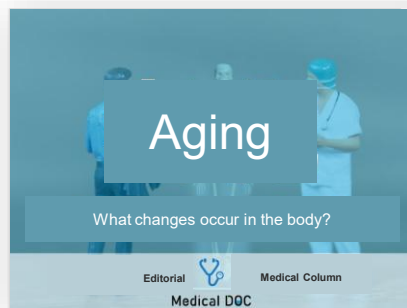 Aging
What changes occur in the body?
Editorial
Medical Column
Medical DOC